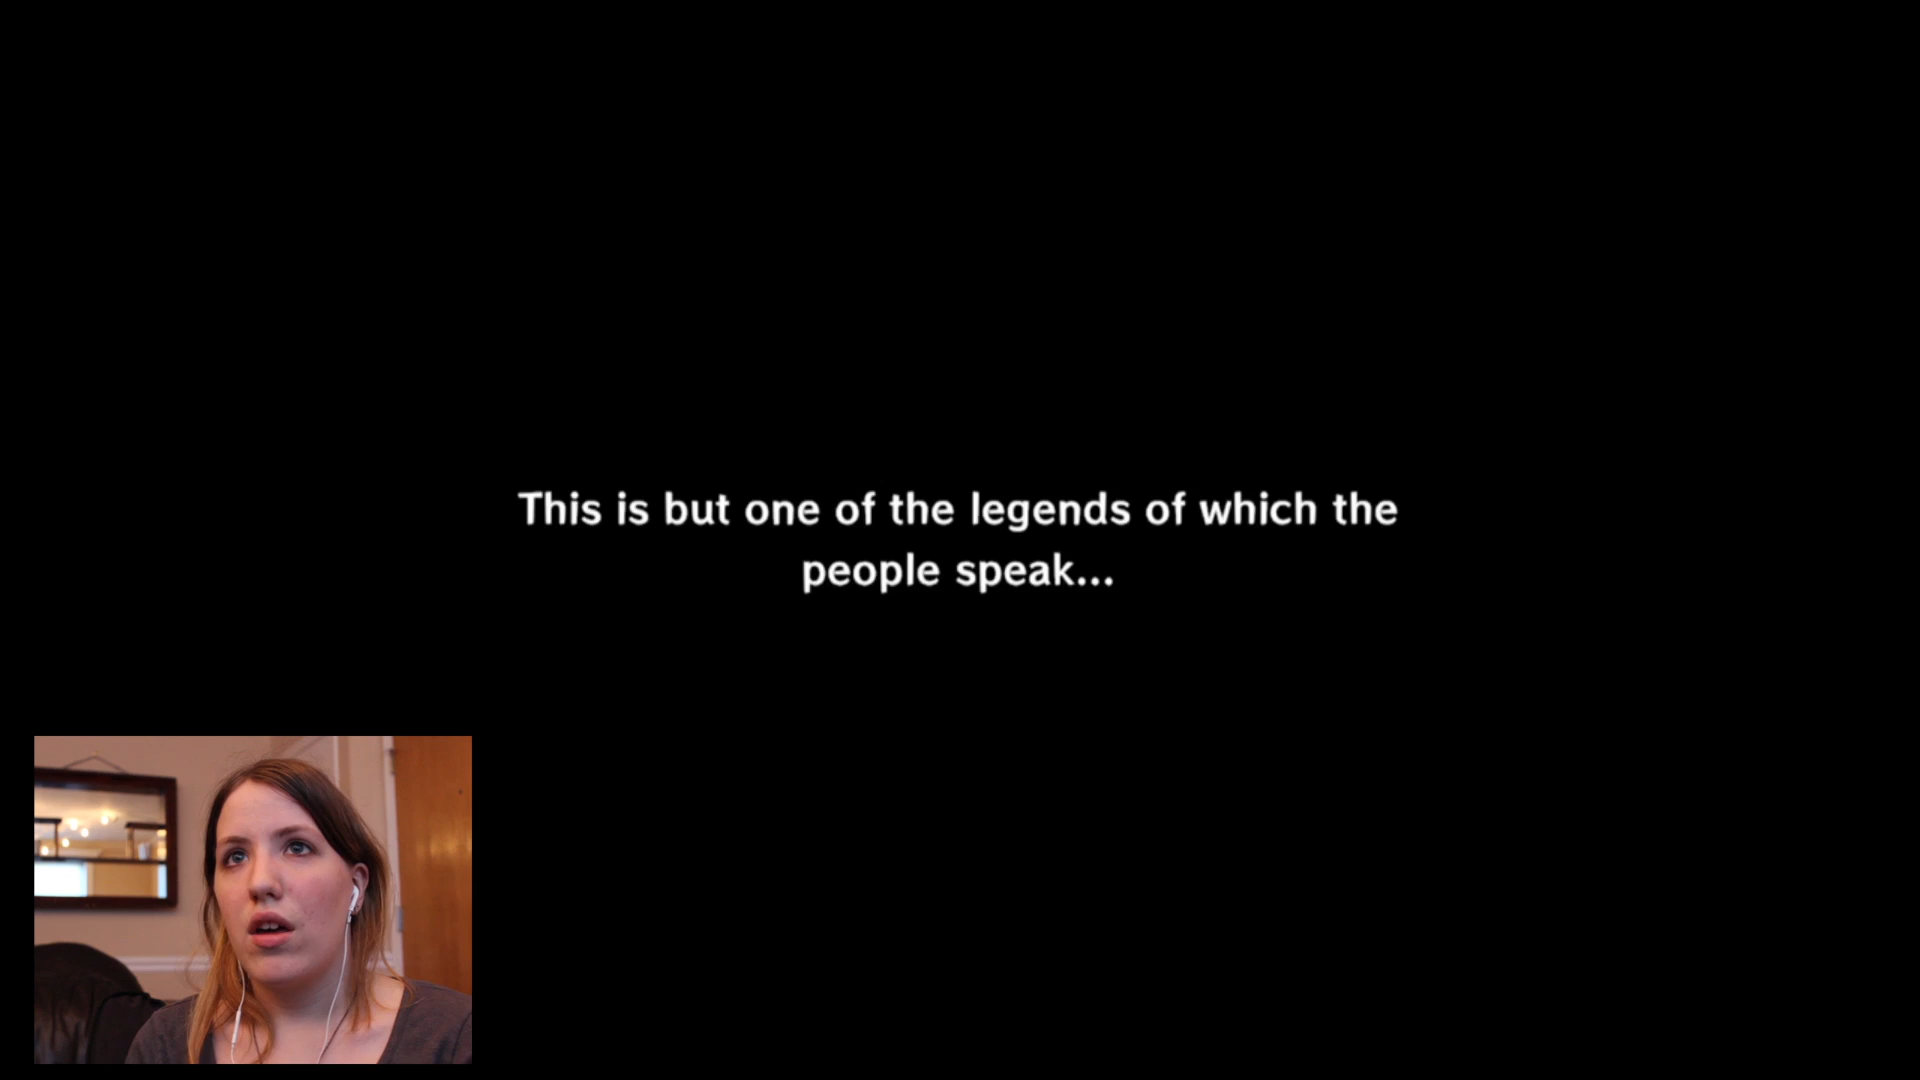 This is but one of the legends of which the
people speak...